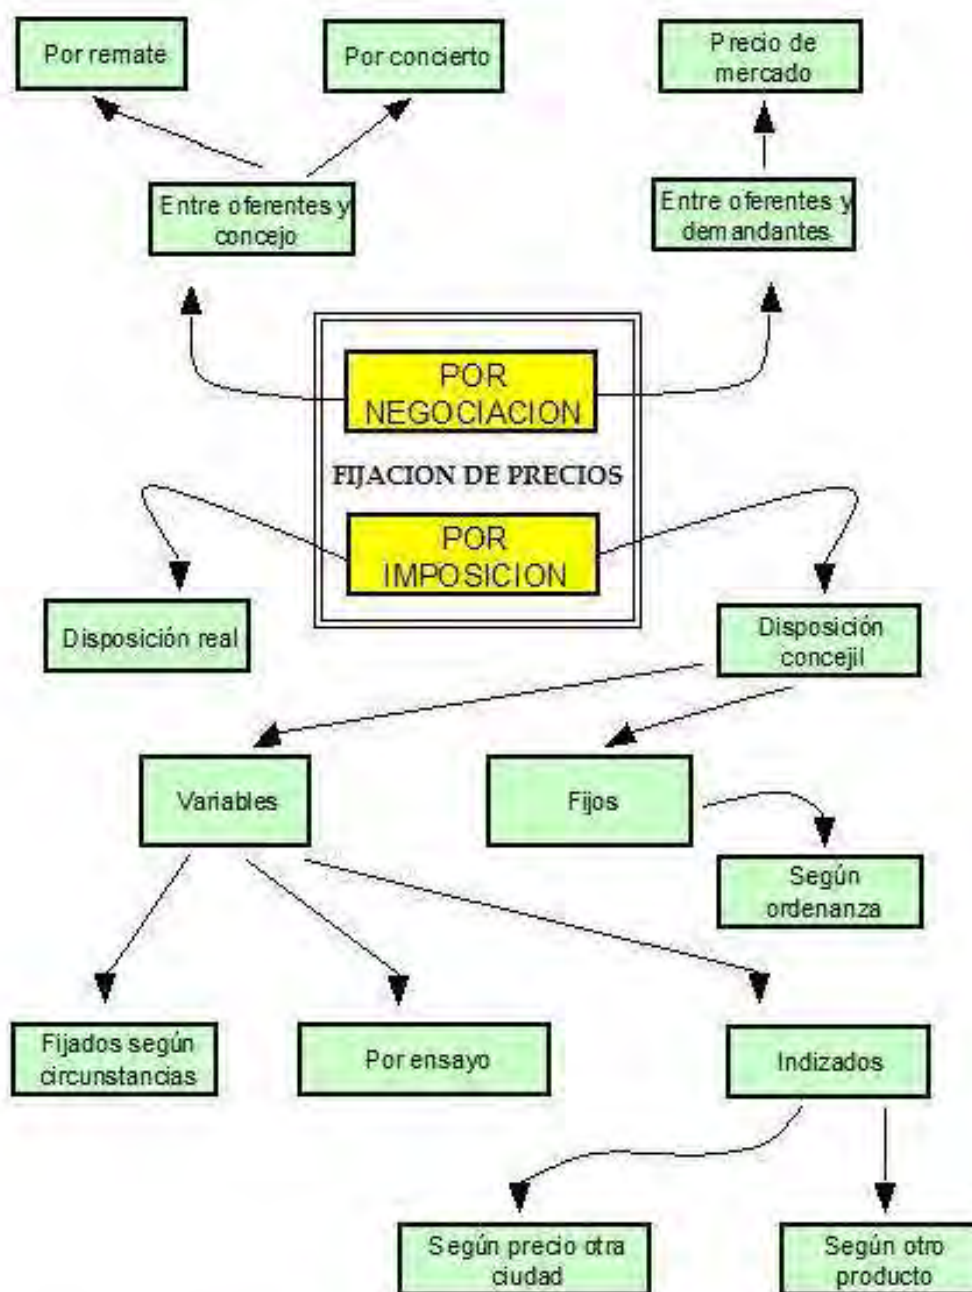 Por remate
Por concierto
Precio de
mercado
Entre oferentes y
concejo
Entre oferentes y
demandantes
POR
NEGOCIACION
FIJACION DE PRECIOS
POR
IMPOSICION
Disposición real
Disposición
concejil
Variables
Fijos
Según
ordenanza
Fijados según
circunstancias
Por ensayo
Indizados
Según precio otra
ciudad
Según otro
producto